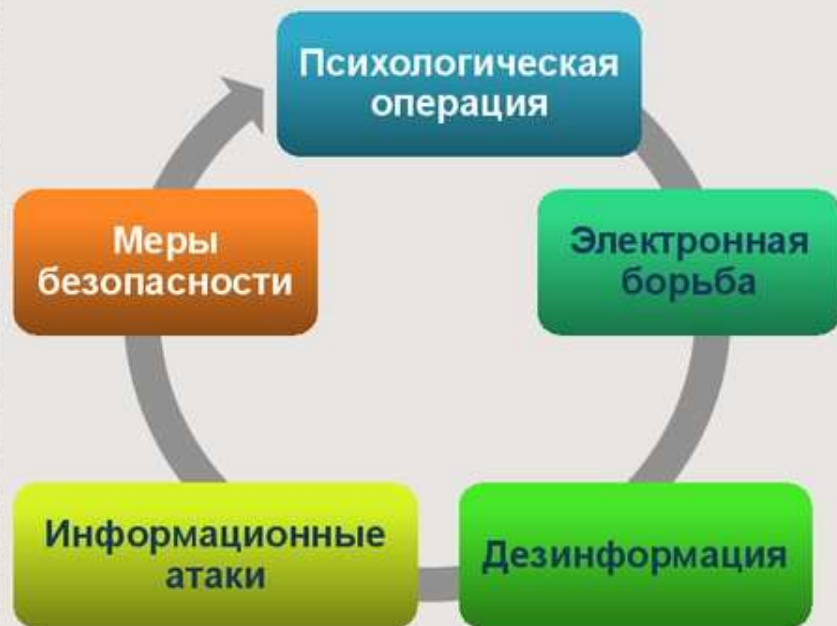 Психологическая
операция
Электронная
борьба
Дезинформация
Информационные
атаки
Меры
безопасности